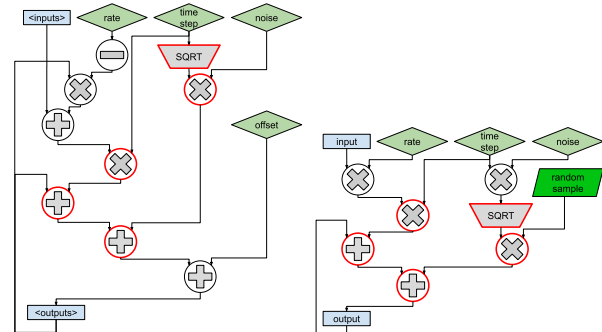 <inputs>
rate
time
step
noise
SQRT
offset
<outputs>
input
rate
time
step
noise
random
sample
SQRT
output